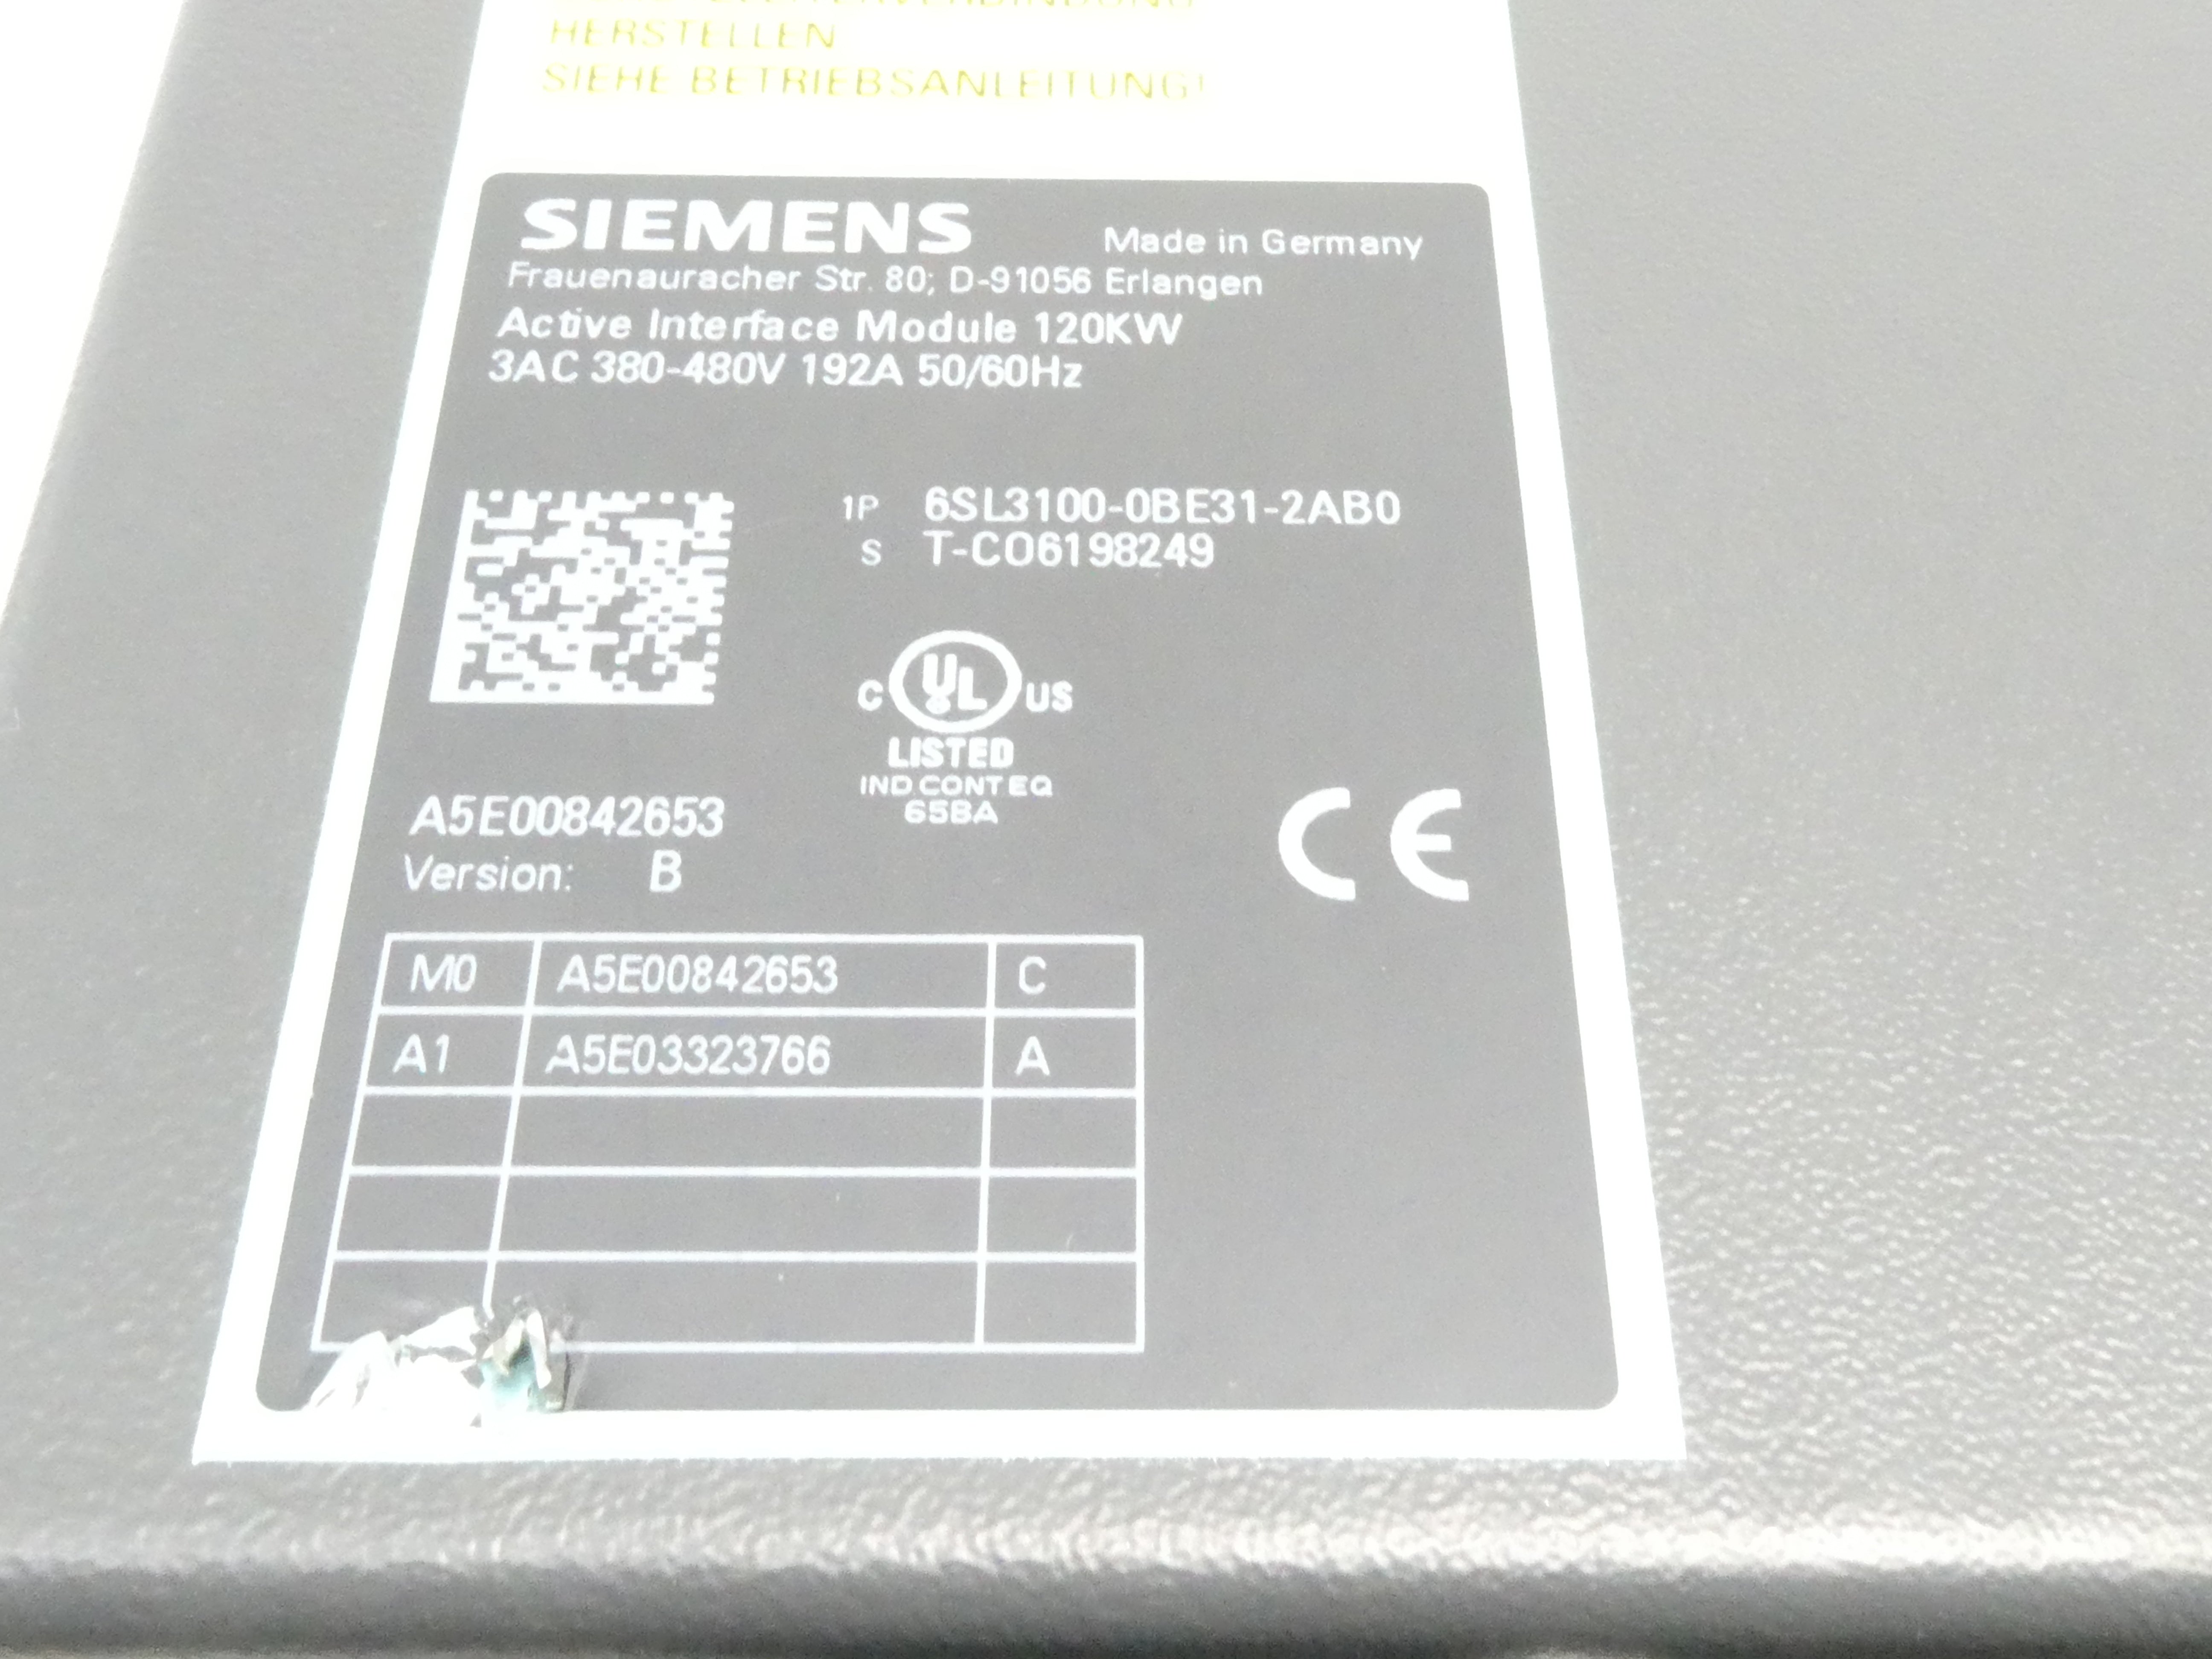 HERSTELLEN
SIEHE BETRIEBSANLEITUNG!
SIEMENS
Made in Germany
Frauenauracher Str. 80; D-91056 Erlangen
Active Interface Module 120KW
3AC 380-480V 192A 50/60Hz
1P 6SL3100-0BE31-2AB0
S T-CO6198249
C UL US
LISTED
IND.CONT.EQ
65BA
A5E00842653
Version: B
CE
M0 A5E00842653 C
A1 A5E03323766 A